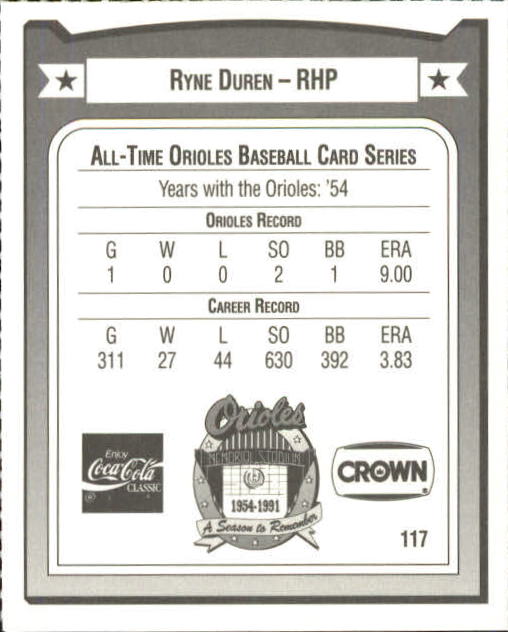 RYNE DUREN – RHP
ALL-TIME ORIOLES BASEBALL CARD SERIES
Years with the Orioles: '54
ORIOLES RECORD
G W L SO BB ERA
1 0 0 2 1 9.00
CAREER RECORD
G W L SO BB ERA
311 27 44 630 392 3.83
Orioles
MEMORIAL STADIUM
1954-1991
A Season to Remember
Enjoy
Coca-Cola
CLASSIC
CROWN
®
117